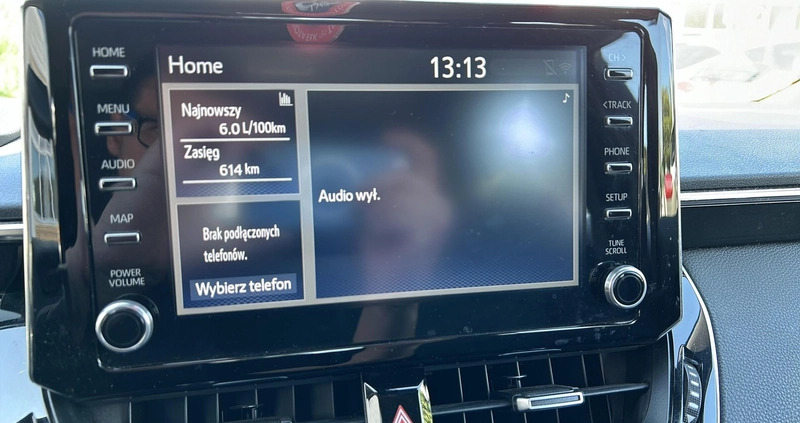 HOME
MENU
AUDIO
MAP
POWER
VOLUME
Home
13:13
Najnowszy
6.0 L/100km
Zasięg
614 km
Brak podłączonych
telefonów.
Wybierz telefon
Audio wył.
CH >
< TRACK
PHONE
SETUP
TUNE
SCROLL